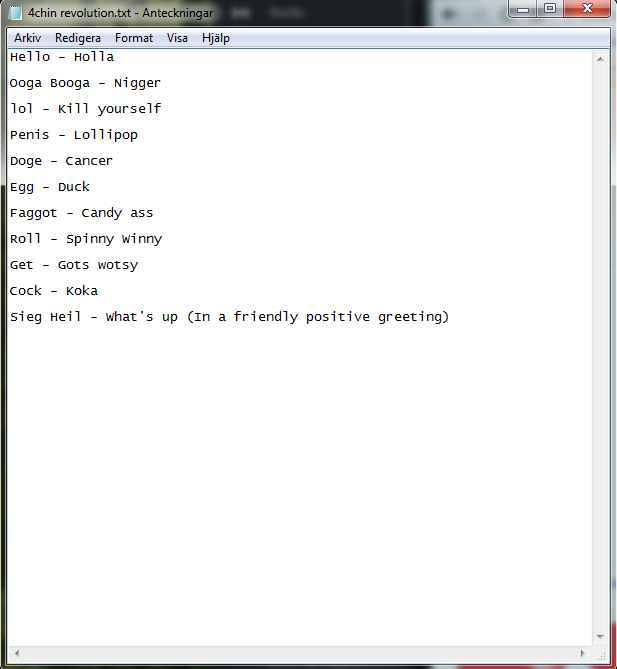 4chin revolution.txt - Anteckningar
Arkiv Redigera Format Visa Hjälp
Hello - Holla
Ooga Booga - Nigger
lol - Kill yourself
Penis - Lollipop
Doge - Cancer
Egg - Duck
Faggot - Candy ass
Roll - Spinny Winny
Get - Gots wotsy
Cock - Koka
Sieg Heil - What's up (In a friendly positive greeting)